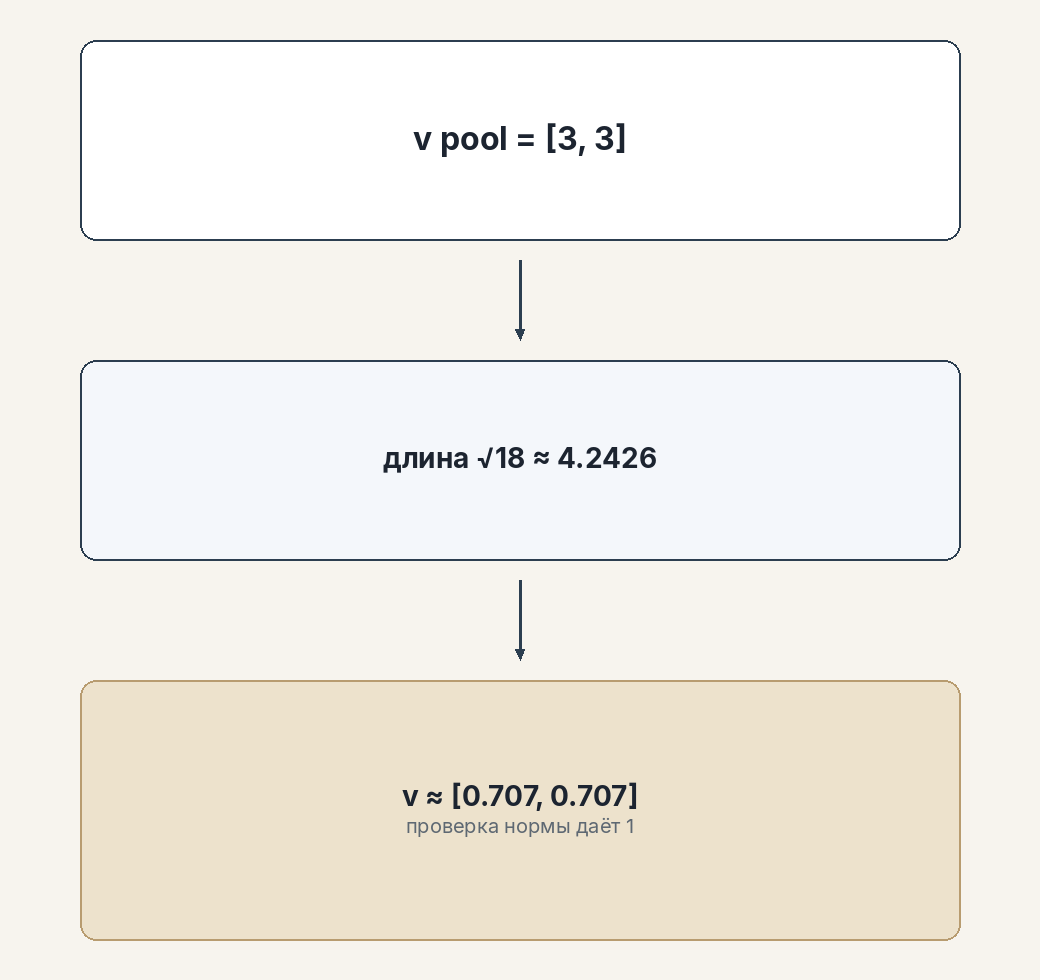 v pool = [3, 3]
длина √18 ≈ 4.2426
v ≈ [0.707, 0.707]
проверка нормы даёт 1